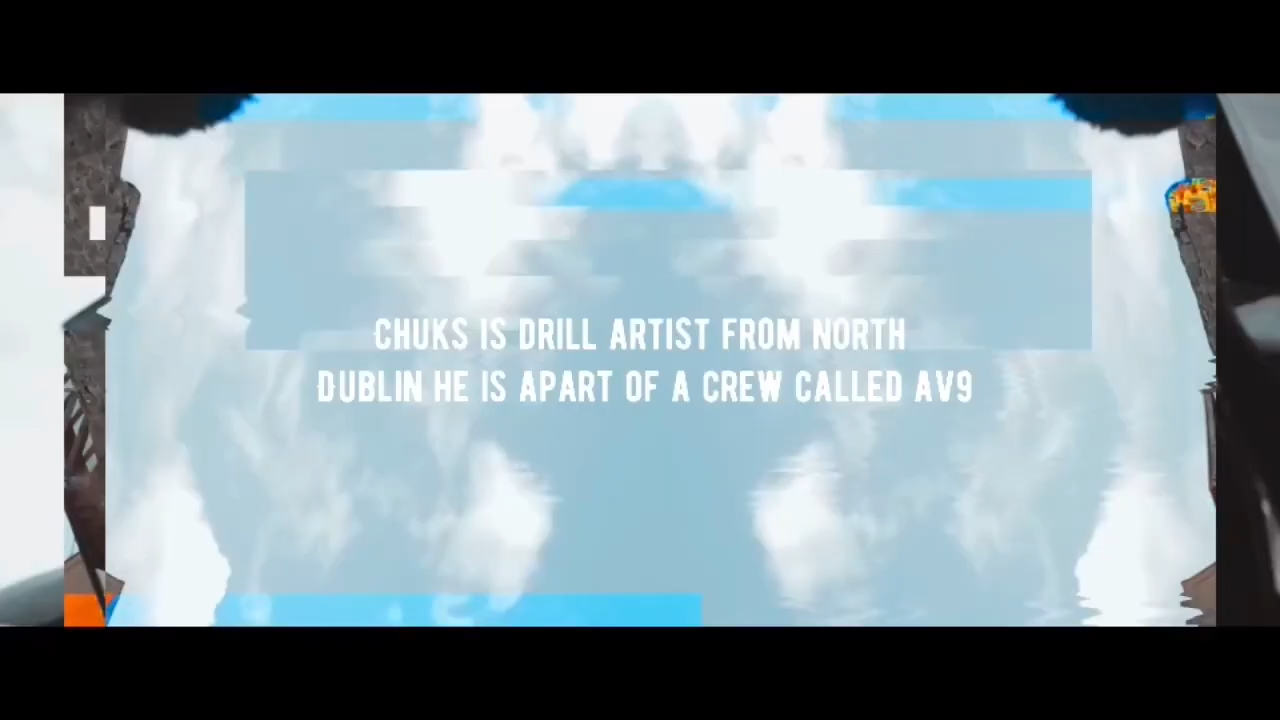 CHUKS IS DRILL ARTIST FROM NORTH
DUBLIN HE IS APART OF A CREW CALLED AV9